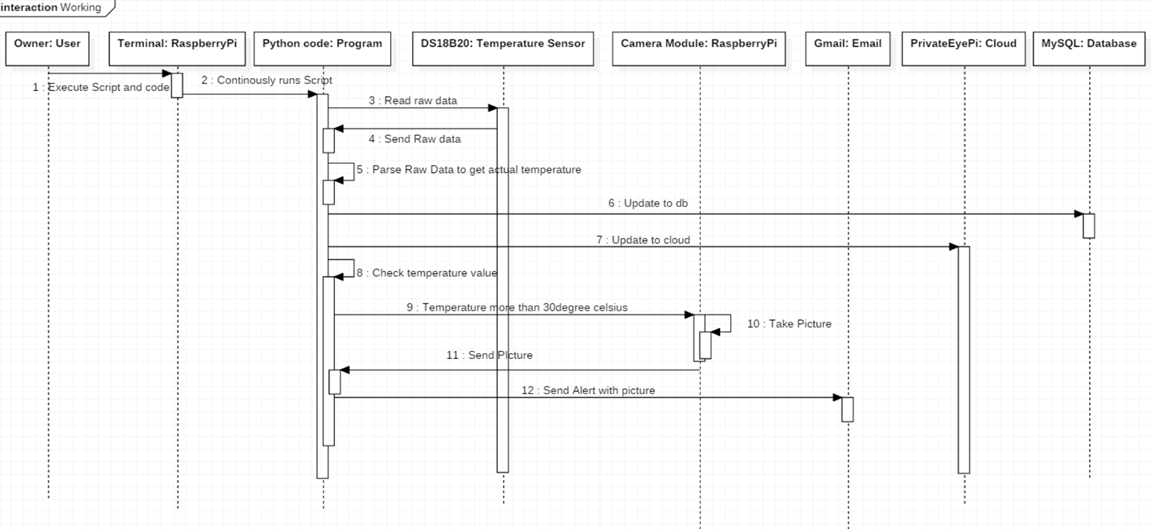 interaction Working
Owner: User
Terminal: RaspberryPi
Python code: Program
DS18B20: Temperature Sensor
Camera Module: RaspberryPi
Gmail: Email
PrivateEyePi: Cloud
MySQL: Database
1 : Execute Script and code
2 : Continously runs Script
3 : Read raw data
4 : Send Raw data
5 : Parse Raw Data to get actual temperature
6 : Update to db
7 : Update to cloud
8 : Check temperature value
9 : Temperature more than 30degree celsius
10 : Take Picture
11 : Send PIcture
12 : Send Alert with picture